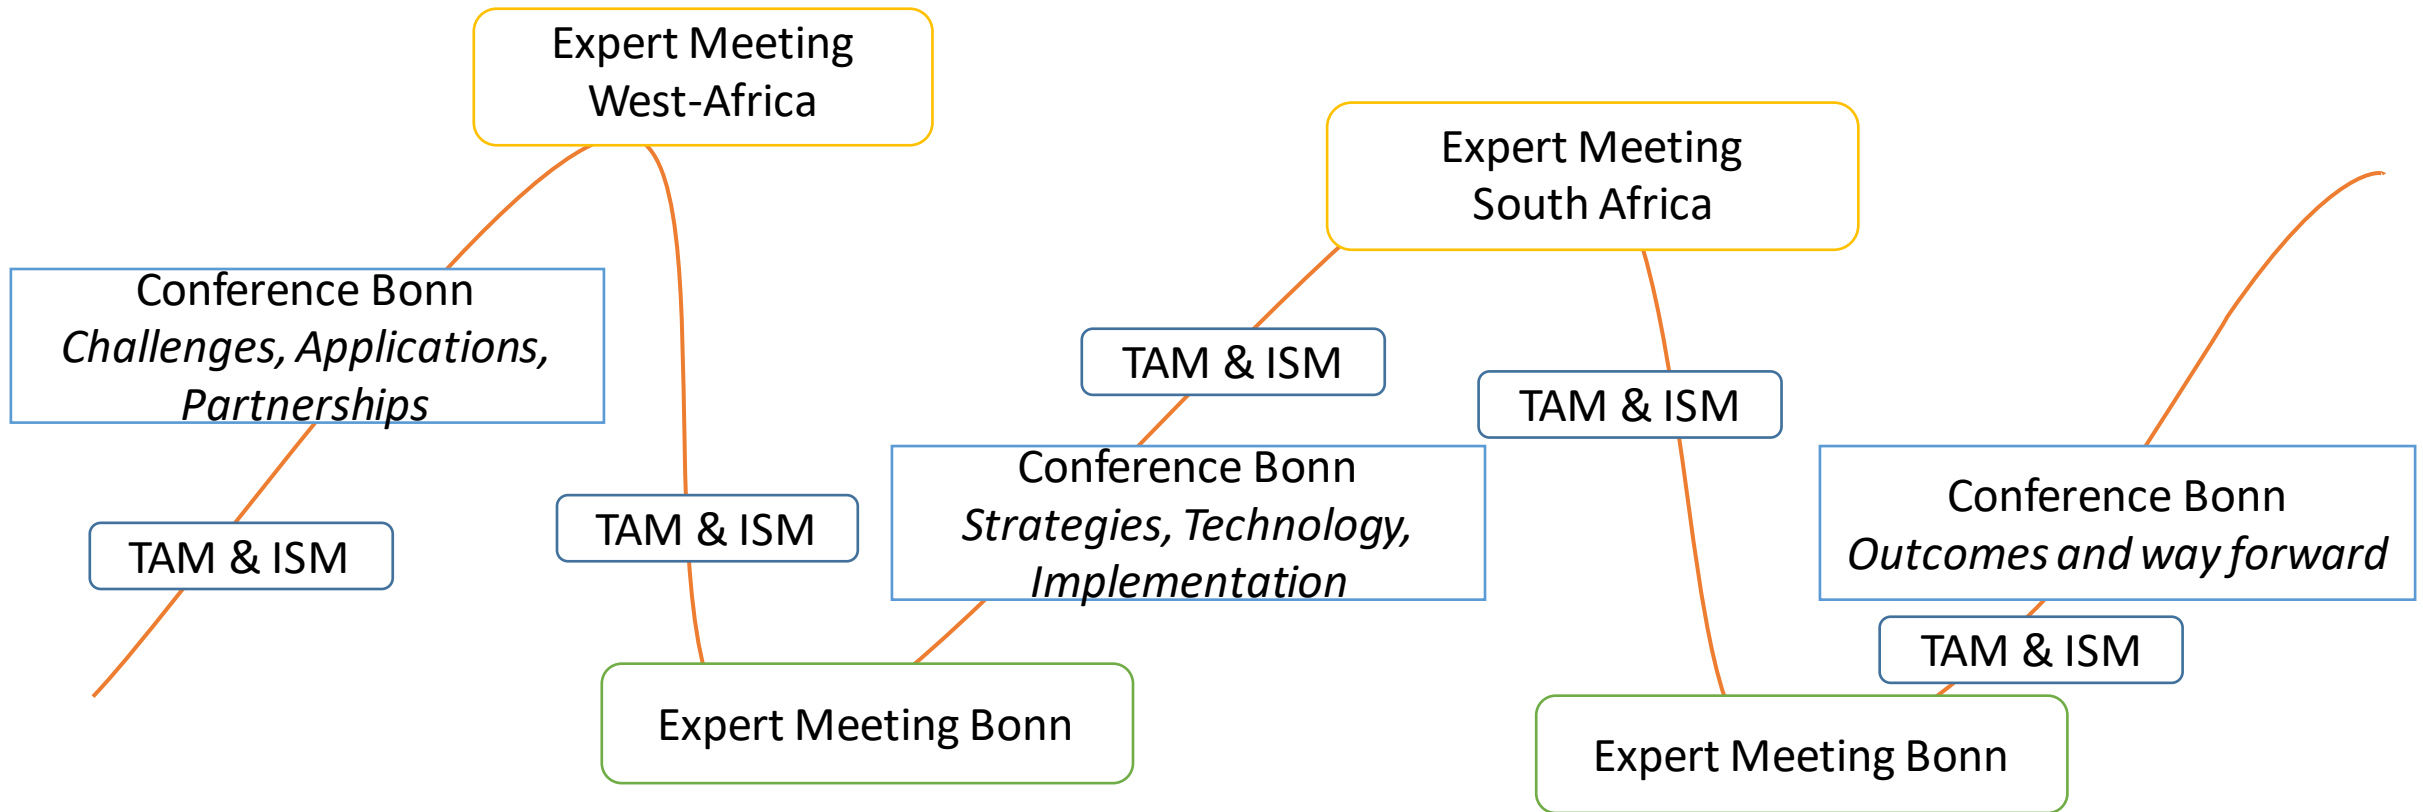 Expert Meeting
West-Africa
Conference Bonn
Challenges, Applications,
Partnerships
TAM & ISM
TAM & ISM
Expert Meeting Bonn
Expert Meeting
South Africa
TAM & ISM
TAM & ISM
Conference Bonn
Strategies, Technology,
Implementation
Conference Bonn
Outcomes and way forward
TAM & ISM
Expert Meeting Bonn